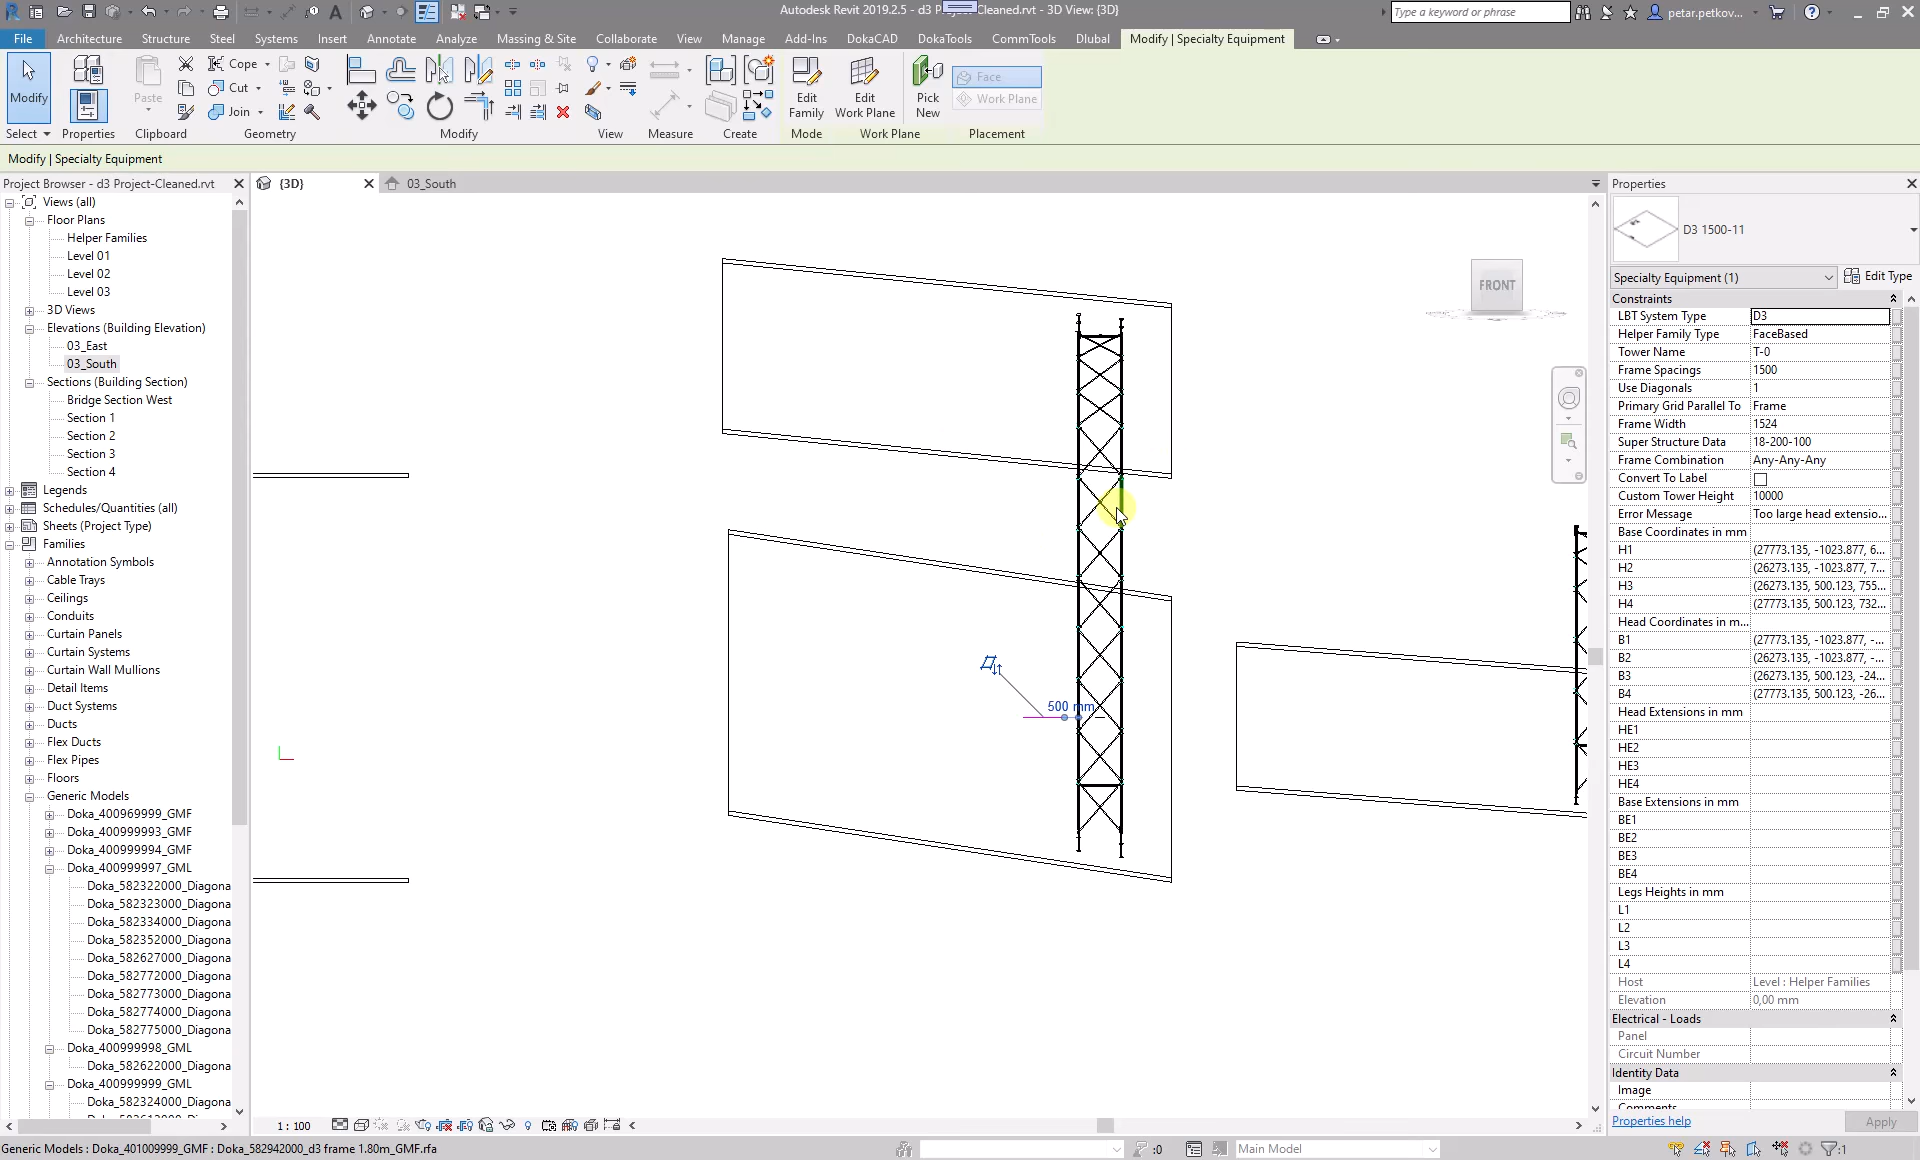 Autodesk Revit 2019.2.5 - d3 P
Cleaned.rvt - 3D View: {3D}
Type a keyword or phrase
petar.petkov...
File
Architecture
Structure
Steel
Systems
Insert
Annotate
Analyze
Massing & Site
Collaborate
View
Manage
Add-Ins
DokaCAD
DokaTools
CommTools
Dlubal
Modify | Specialty Equipment
Modify
Paste
Cope
Cut
Join
Edit
Family
Edit
Work Plane
Pick
New
Face
Work Plane
Select
Properties
Clipboard
Geometry
Modify
View
Measure
Create
Mode
Work Plane
Placement
Modify | Specialty Equipment
Project Browser - d3 Project-Cleaned.rvt
Views (all)
Floor Plans
Helper Families
Level 01
Level 02
Level 03
3D Views
Elevations (Building Elevation)
03_East
03_South
Sections (Building Section)
Bridge Section West
Section 1
Section 2
Section 3
Section 4
Legends
Schedules/Quantities (all)
Sheets (Project Type)
Families
Annotation Symbols
Cable Trays
Ceilings
Conduits
Curtain Panels
Curtain Systems
Curtain Wall Mullions
Detail Items
Duct Systems
Ducts
Flex Ducts
Flex Pipes
Floors
Generic Models
Doka_400969999_GMF
Doka_400999993_GMF
Doka_400999994_GMF
Doka_400999997_GML
Doka_582322000_Diagona
Doka_582323000_Diagona
Doka_582334000_Diagona
Doka_582352000_Diagona
Doka_582627000_Diagona
Doka_582772000_Diagona
Doka_582773000_Diagona
Doka_582774000_Diagona
Doka_582775000_Diagona
Doka_400999998_GML
Doka_582622000_Diagona
Doka_400999999_GML
Doka_582324000_Diagona
{3D}
03_South
FRONT
500 mm
1 : 100
Properties
D3 1500-11
Specialty Equipment (1)
Edit Type
Constraints
LBT System Type D3
Helper Family Type FaceBased
Tower Name T-0
Frame Spacings 1500
Use Diagonals 1
Primary Grid Parallel To Frame
Frame Width 1524
Super Structure Data 18-200-100
Frame Combination Any-Any-Any
Convert To Label
Custom Tower Height 10000
Error Message Too large head extensio...
Base Coordinates in mm
H1 (27773.135, -1023.877, 6...
H2 (26273.135, -1023.877, 7...
H3 (26273.135, 500.123, 755...
H4 (27773.135, 500.123, 732...
Head Coordinates in m...
B1 (27773.135, -1023.877, -...
B2 (26273.135, -1023.877, -...
B3 (26273.135, 500.123, -24...
B4 (27773.135, 500.123, -26...
Head Extensions in mm
HE1
HE2
HE3
HE4
Base Extensions in mm
BE1
BE2
BE3
BE4
Legs Heights in mm
L1
L2
L3
L4
Host Level : Helper Families
Elevation 0,00 mm
Electrical - Loads
Panel
Circuit Number
Identity Data
Image
Comments
Properties help
Apply
Generic Models : Doka_401009999_GMF : Doka_582942000_d3 frame 1.80m_GMF.rfa
:0
Main Model
:1